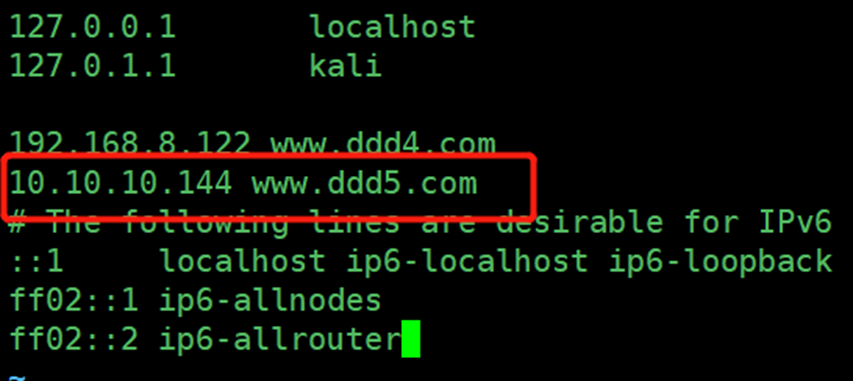 127.0.0.1       localhost
127.0.1.1       kali
192.168.8.122 www.ddd4.com
10.10.10.144 www.ddd5.com
# The following lines are desirable for IPv6
::1     localhost ip6-localhost ip6-loopback
ff02::1 ip6-allnodes
ff02::2 ip6-allrouter
~